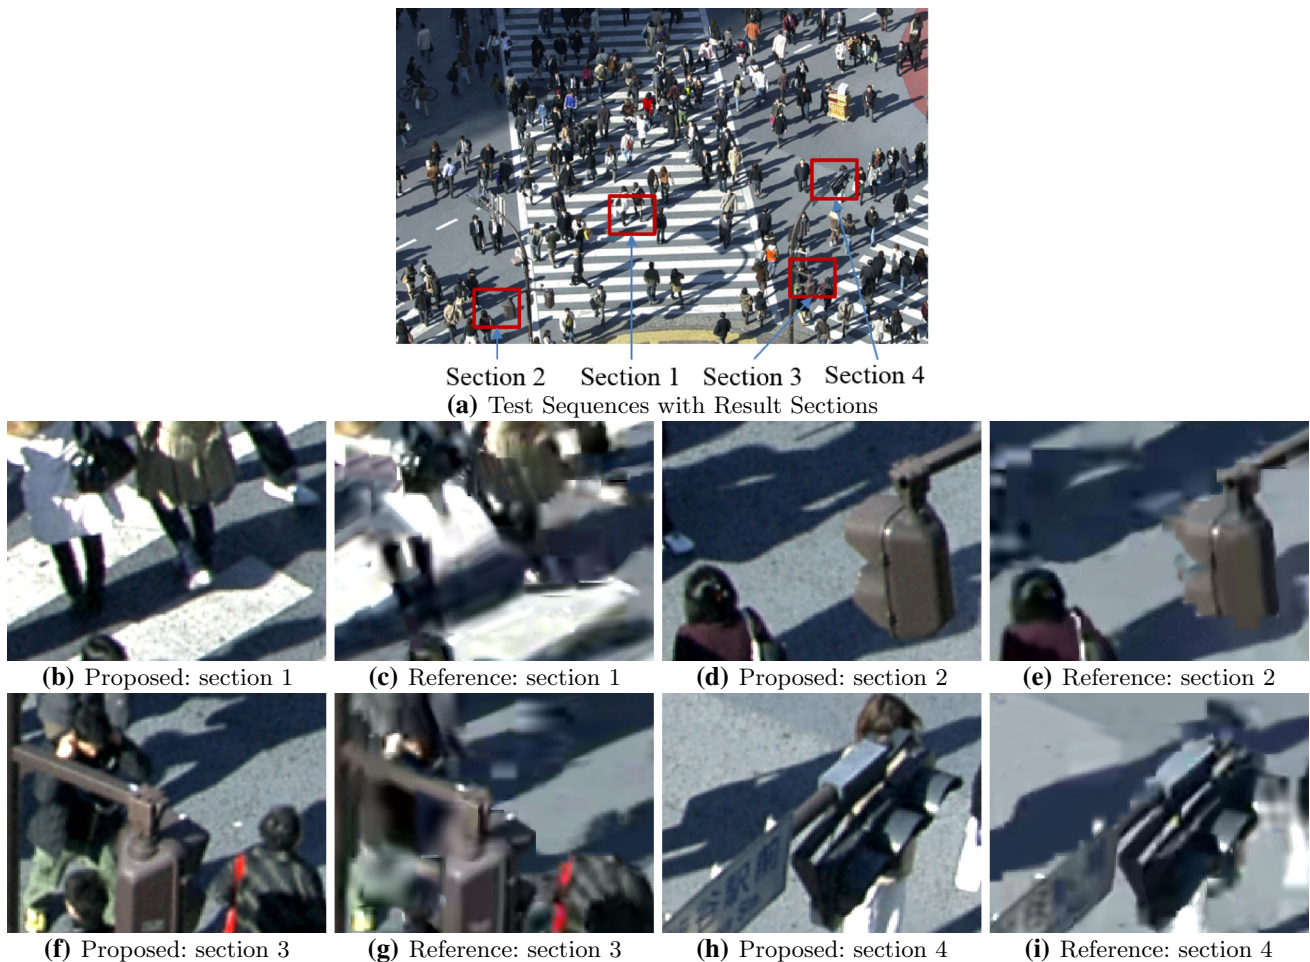 Section 2 Section 1 Section 3 Section 4
(a) Test Sequences with Result Sections
(b) Proposed: section 1 (c) Reference: section 1 (d) Proposed: section 2 (e) Reference: section 2
(f) Proposed: section 3 (g) Reference: section 3 (h) Proposed: section 4 (i) Reference: section 4